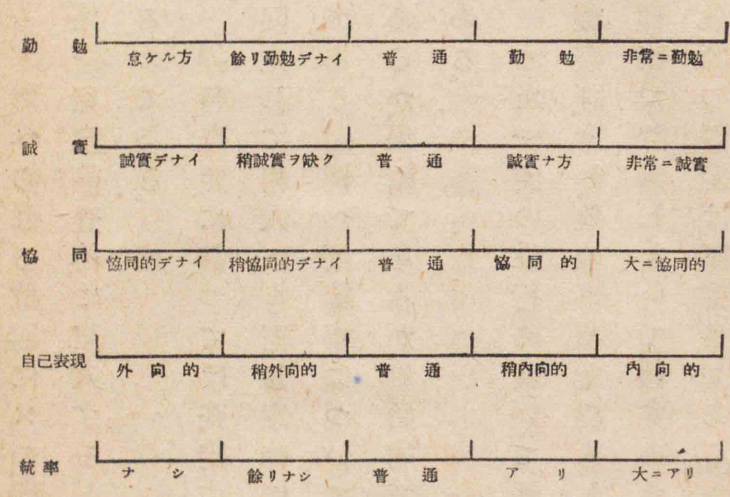 勤勉
怠ケル方 餘リ勤勉デナイ 普通 勤勉 非常ニ勤勉
誠實
誠實デナイ 稍誠實ヲ缺ク 普通 誠實ナ方 非常ニ誠實
協同
協同的デナイ 稍協同的デナイ 普通 協同的 大ニ協同的
自己表現
外向的 稍外向的 普通 稍內向的 內向的
統率
ナシ 餘リナシ 普通 アリ 大ニアリ